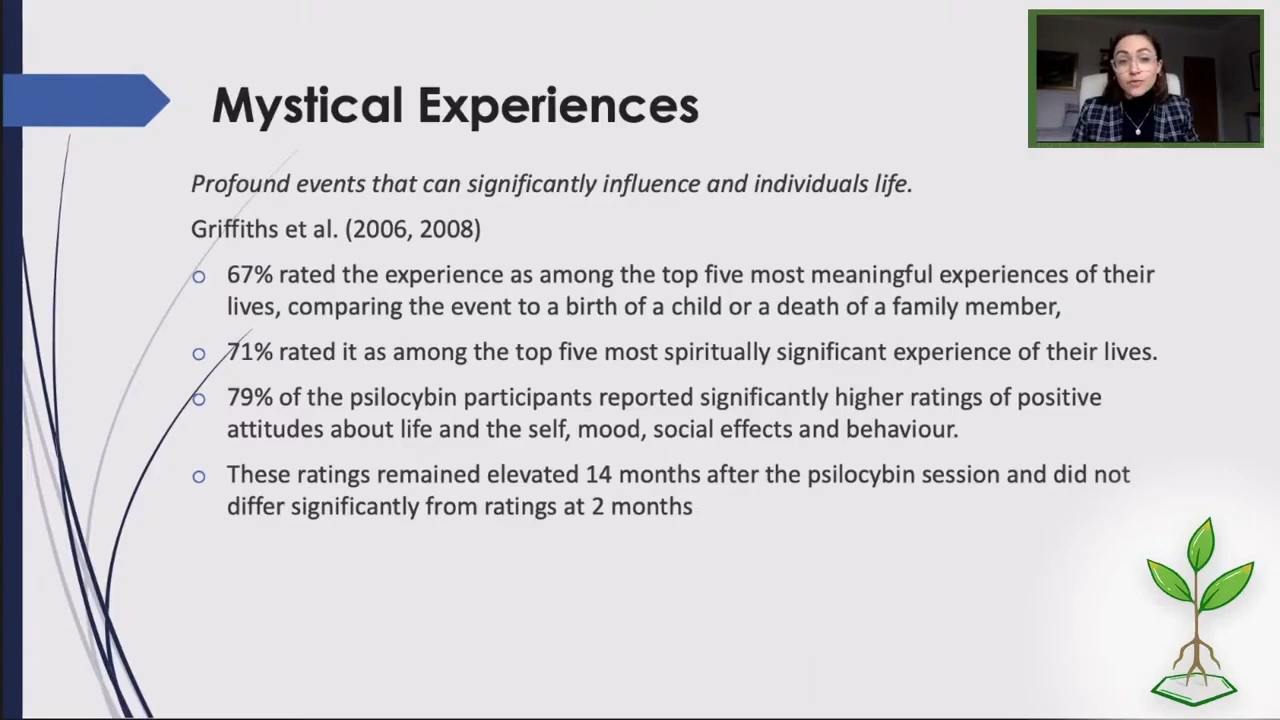 Mystical Experiences
Profound events that can significantly influence and individuals life.
Griffiths et al. (2006, 2008)
67% rated the experience as among the top five most meaningful experiences of their
lives, comparing the event to a birth of a child or a death of a family member,
71% rated it as among the top five most spiritually significant experience of their lives.
79% of the psilocybin participants reported significantly higher ratings of positive
attitudes about life and the self, mood, social effects and behaviour.
These ratings remained elevated 14 months after the psilocybin session and did not
differ significantly from ratings at 2 months